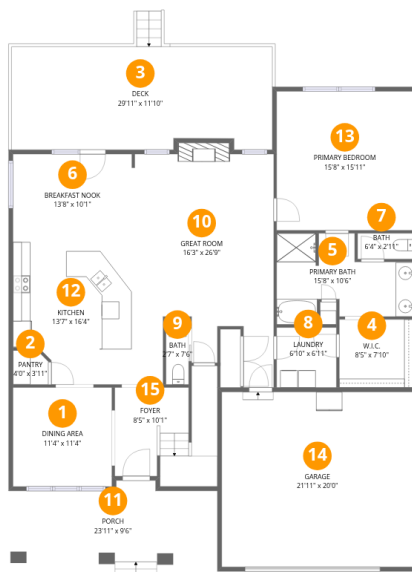 3
DECK
29'11" x 11'10"
13
PRIMARY BEDROOM
15'8" x 15'11"
6
BREAKFAST NOOK
13'8" x 10'1"
10
GREAT ROOM
16'3" x 26'9"
7
BATH
6'4" x 2'11"
5
PRIMARY BATH
15'8" x 10'6"
12
KITCHEN
13'7" x 16'4"
9
BATH
2'7" x 7'6"
8
LAUNDRY
6'10" x 6'11"
4
W.I.C.
8'5" x 7'10"
2
PANTRY
4'0" x 3'11"
15
FOYER
8'5" x 10'1"
1
DINING AREA
11'4" x 11'4"
14
GARAGE
21'11" x 20'0"
11
PORCH
23'11" x 9'6"